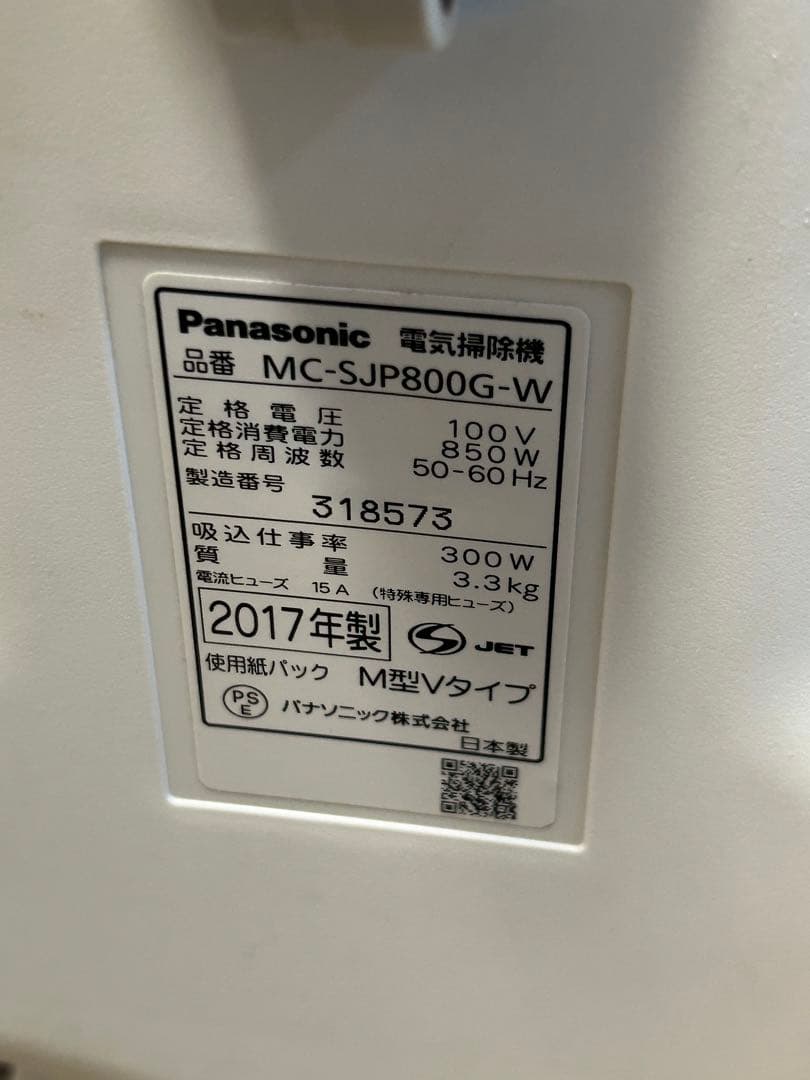 Panasonic 電気掃除機
品番 MC-SJP800G-W
定格電圧 100V
定格消費電力 850W
定格周波数 50-60Hz
製造番号
318573
吸込仕事率 300W
質量 3.3kg
電流ヒューズ 15A (特殊専用ヒューズ)
2017年製 S JET
使用紙パック M型Vタイプ
PSE パナソニック株式会社
日本製